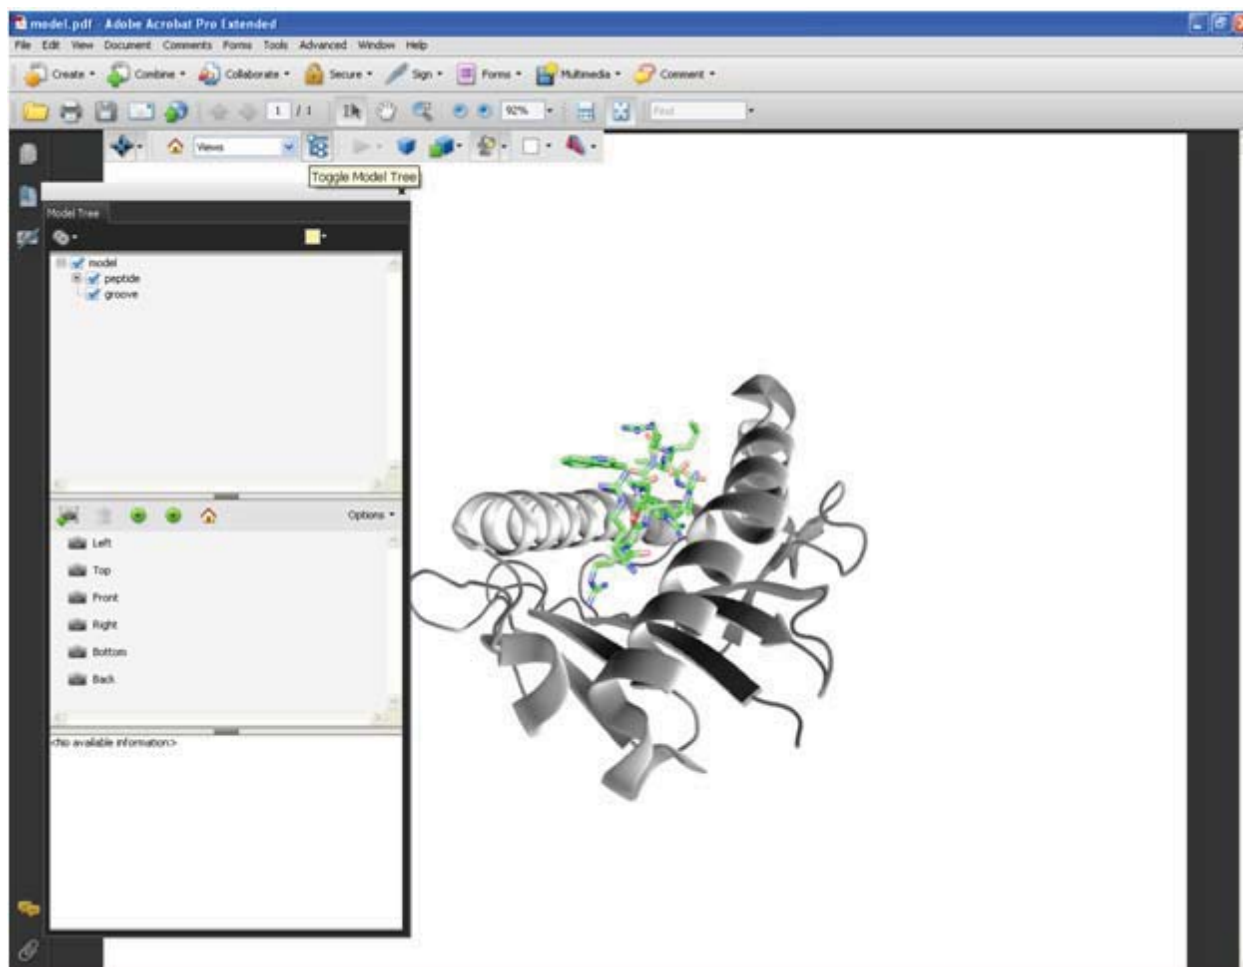 model.pdf - Adobe Acrobat Pro Extended
File Edit View Document Comments Forms Tools Advanced Window Help
Create Combine Collaborate Secure Sign Forms Multimedia Comment
1 / 1 92% Find
Views
Toggle Model Tree
Model Tree
model
peptide
groove
Options
Left
Top
Front
Right
Bottom
Back
<No available information>